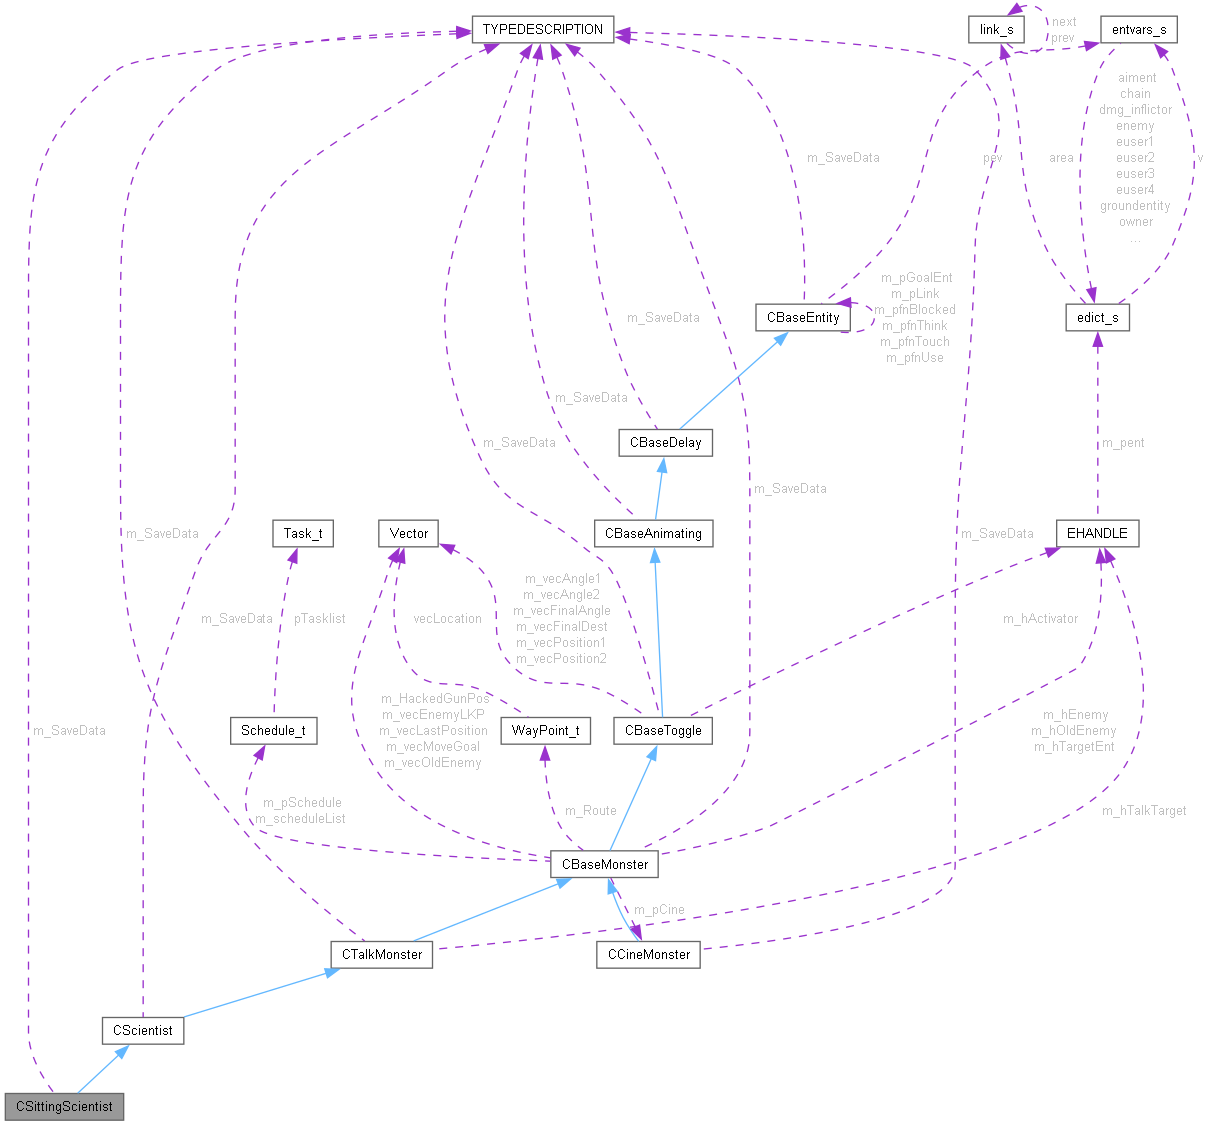 TYPEDESCRIPTION
link_s
next
prev
entvars_s
aiment
chain
dmg_inflictor
enemy
euser1
euser2
euser3
euser4
groundentity
owner
...
m_SaveData
pev
area
v
m_pGoalEnt
m_pLink
m_pfnBlocked
m_pfnThink
m_pfnTouch
m_pfnUse
CBaseEntity
edict_s
m_SaveData
m_SaveData
CBaseDelay
m_SaveData
m_pent
m_SaveData
m_SaveData
Task_t
Vector
CBaseAnimating
m_SaveData
EHANDLE
m_vecAngle1
m_vecAngle2
m_vecFinalAngle
m_vecFinalDest
m_vecPosition1
m_vecPosition2
m_SaveData
pTasklist
vecLocation
m_hActivator
m_HackedGunPos
m_vecEnemyLKP
m_vecLastPosition
m_vecMoveGoal
m_vecOldEnemy
m_SaveData
Schedule_t
WayPoint_t
CBaseToggle
m_hEnemy
m_hOldEnemy
m_hTargetEnt
m_pSchedule
m_scheduleList
m_Route
m_hTalkTarget
CBaseMonster
m_pCine
CTalkMonster
CCineMonster
CScientist
CSittingScientist